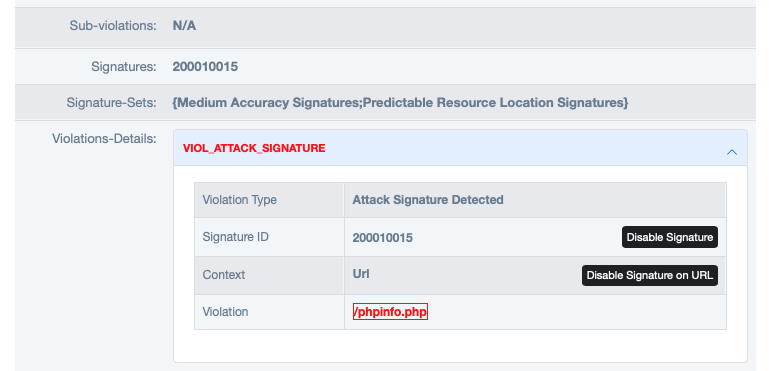 Sub-violations: N/A
Signatures: 200010015
Signature-Sets: {Medium Accuracy Signatures;Predictable Resource Location Signatures}
Violations-Details:
VIOL_ATTACK_SIGNATURE
Violation Type Attack Signature Detected
Signature ID 200010015 Disable Signature
Context Url Disable Signature on URL
Violation /phpinfo.php